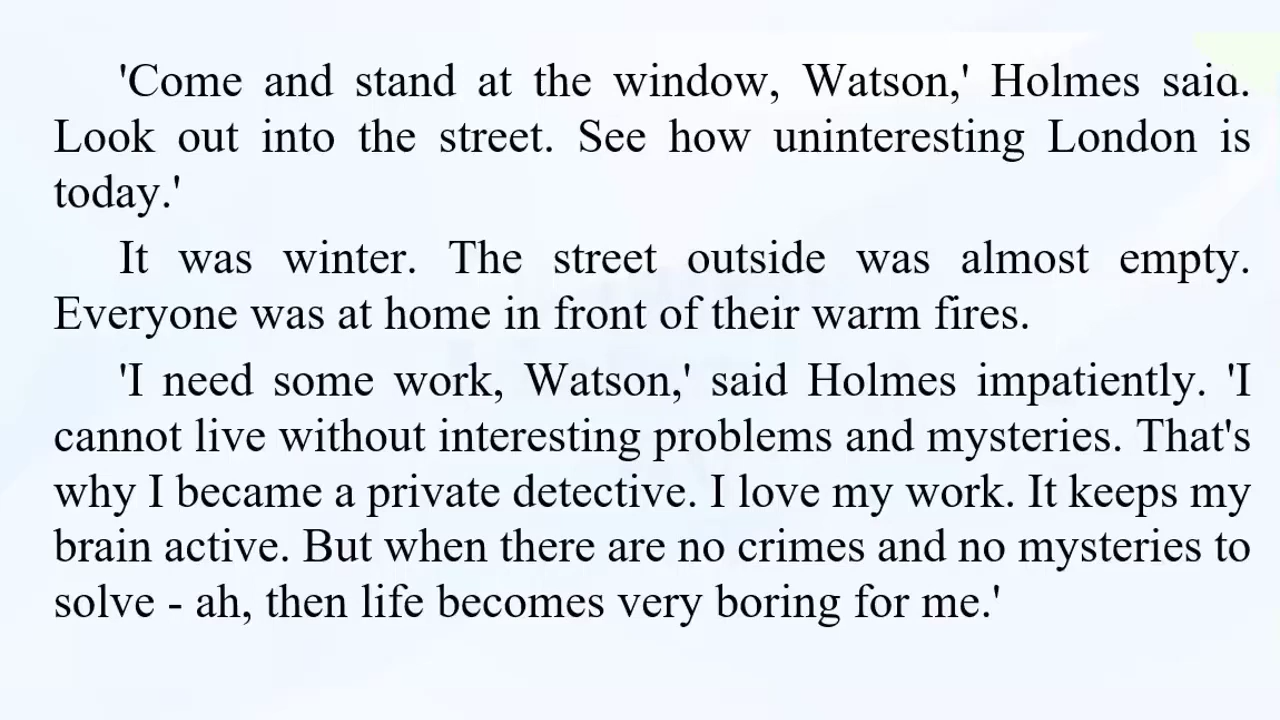 'Come and stand at the window, Watson,' Holmes said.
Look out into the street. See how uninteresting London is
today.'
It was winter. The street outside was almost empty.
Everyone was at home in front of their warm fires.
'I need some work, Watson,' said Holmes impatiently. 'I
cannot live without interesting problems and mysteries. That's
why I became a private detective. I love my work. It keeps my
brain active. But when there are no crimes and no mysteries to
solve - ah, then life becomes very boring for me.'